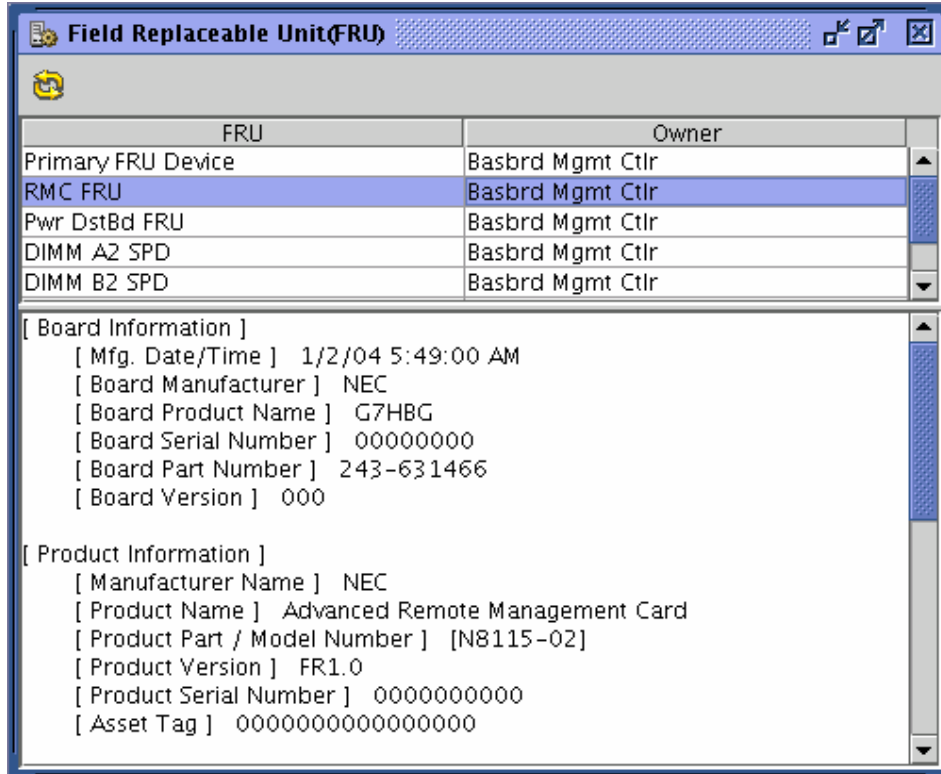 Field Replaceable Unit(FRU)
FRU Owner
Primary FRU Device Basbrd Mgmt Ctlr
RMC FRU Basbrd Mgmt Ctlr
Pwr DstBd FRU Basbrd Mgmt Ctlr
DIMM A2 SPD Basbrd Mgmt Ctlr
DIMM B2 SPD Basbrd Mgmt Ctlr
[ Board Information ]
[ Mfg. Date/Time ] 1/2/04 5:49:00 AM
[ Board Manufacturer ] NEC
[ Board Product Name ] G7HBG
[ Board Serial Number ] 00000000
[ Board Part Number ] 243-631466
[ Board Version ] 000
[ Product Information ]
[ Manufacturer Name ] NEC
[ Product Name ] Advanced Remote Management Card
[ Product Part / Model Number ] [N8115-02]
[ Product Version ] FR1.0
[ Product Serial Number ] 0000000000
[ Asset Tag ] 0000000000000000